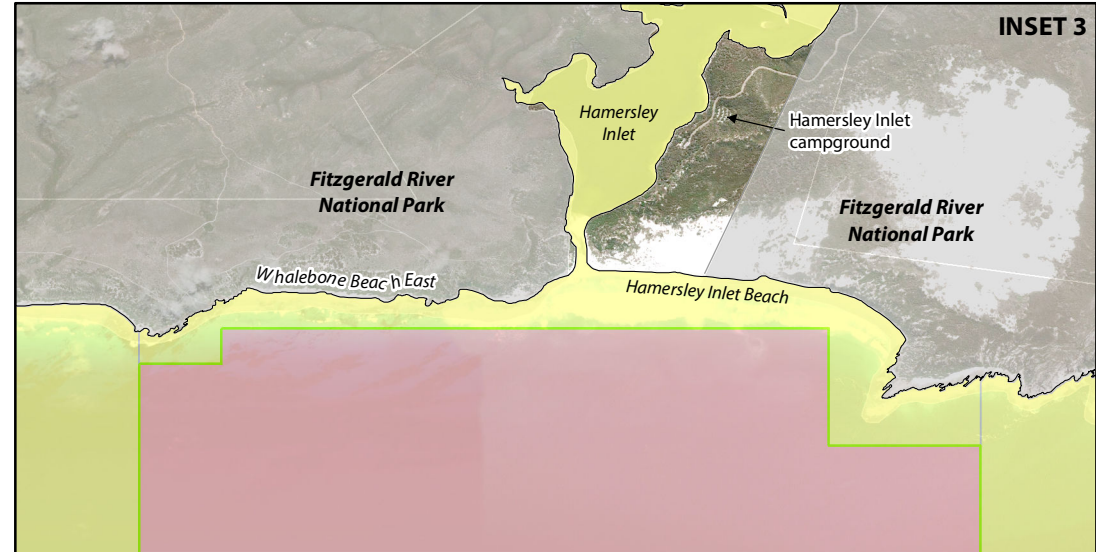 INSET 3
Hamersley
Inlet
Hamersley Inlet
campground
Fitzgerald River
National Park
Fitzgerald River
National Park
Whalebone Beach East
Hamersley Inlet Beach